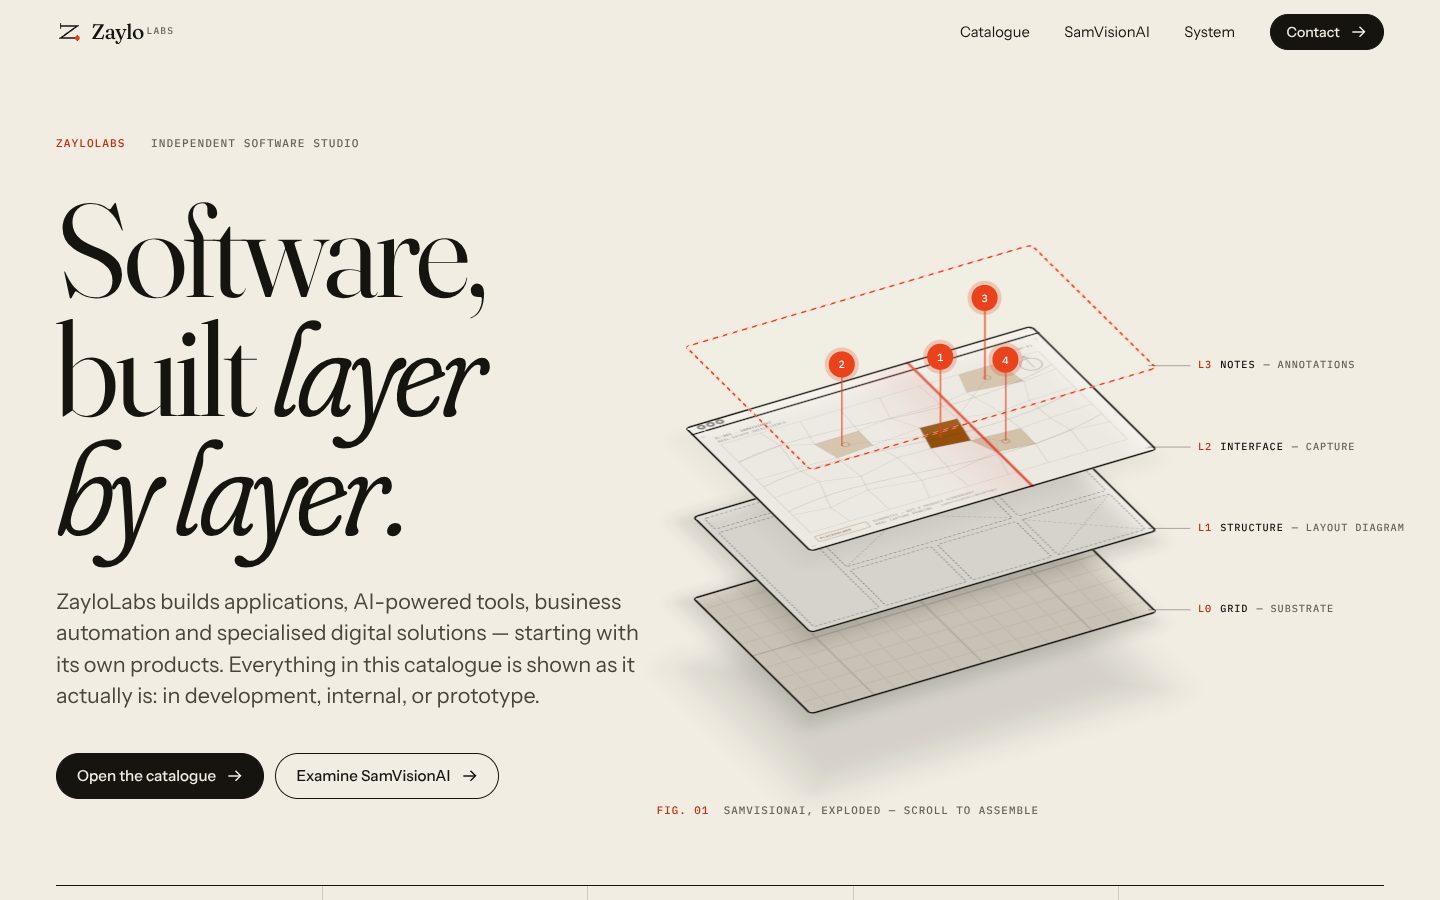 Zaylo LABS
Catalogue
SamVisionAI
System
Contact →
ZAYLOLABS INDEPENDENT SOFTWARE STUDIO
Software,
built layer
by layer.
ZayloLabs builds applications, AI-powered tools, business
automation and specialised digital solutions — starting with
its own products. Everything in this catalogue is shown as it
actually is: in development, internal, or prototype.
Open the catalogue →
Examine SamVisionAI →
3
2
1
4
L3 NOTES — ANNOTATIONS
L2 INTERFACE — CAPTURE
L1 STRUCTURE — LAYOUT DIAGRAM
L0 GRID — SUBSTRATE
FIG. 01 SAMVISIONAI, EXPLODED — SCROLL TO ASSEMBLE